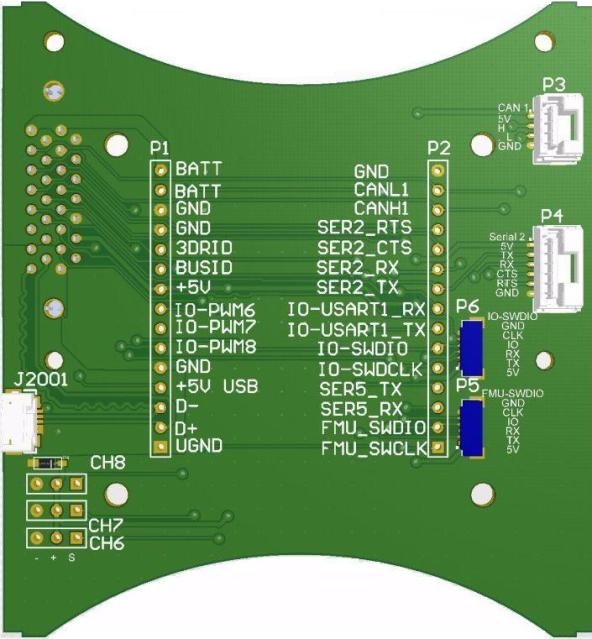 P3
CAN 1
5V
H
L
GND
P1
P2
BATT
BATT
GND
GND
3DRID
BUSID
+5V
IO-PWM6
IO-PWM7
IO-PWM8
GND
+5V USB
D-
D+
UGND
GND
CANL1
CANH1
SER2_RTS
SER2_CTS
SER2_RX
SER2_TX
IO-USART1_RX
IO-USART1_TX
IO-SWDIO
IO-SWDCLK
SER5_TX
SER5_RX
FMU_SWDIO
FMU_SWCLK
P4
Serial 2
5V
TX
RX
CTS
RTS
GND
P6
IO-SWDIO
GND
CLK
IO
RX
TX
5V
P5
FMU-SWDIO
GND
CLK
IO
RX
TX
5V
J2001
CH8
CH7
CH6
- + S